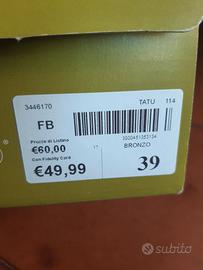 3446170
TATU 114
FB
Prezzo di Listino
€60,00
Con Fidelity Card
€49,99
BRONZO
39
subito